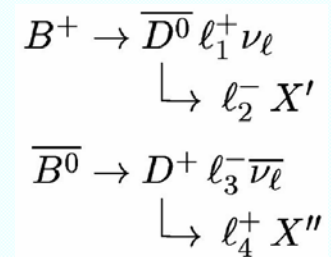 B⁺ → D̅⁰ ℓ₁⁺ ν_ℓ
↳ ℓ₂⁻ X′
B̅⁰ → D⁺ ℓ₃⁻ ν̅_ℓ
↳ ℓ₄⁺ X″